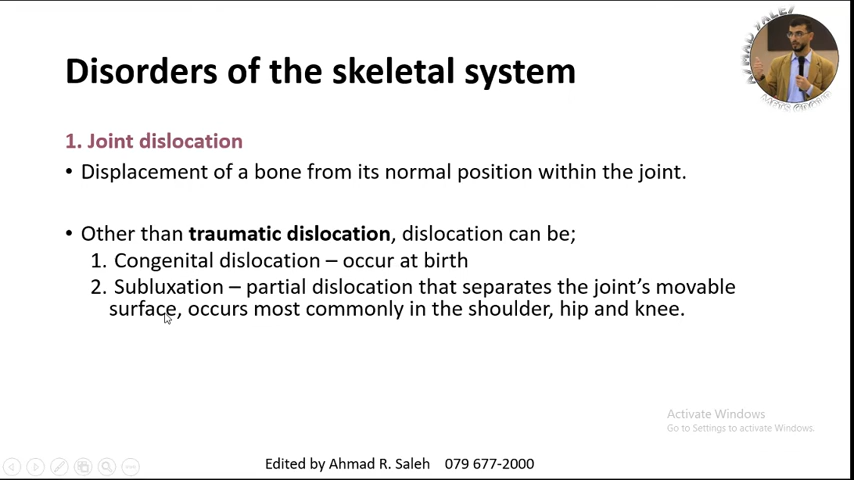 Disorders of the skeletal system
1. Joint dislocation
• Displacement of a bone from its normal position within the joint.
• Other than traumatic dislocation, dislocation can be;
1. Congenital dislocation – occur at birth
2. Subluxation – partial dislocation that separates the joint's movable
surface, occurs most commonly in the shoulder, hip and knee.
Activate Windows
Go to Settings to activate Windows.
Edited by Ahmad R. Saleh 079 677-2000